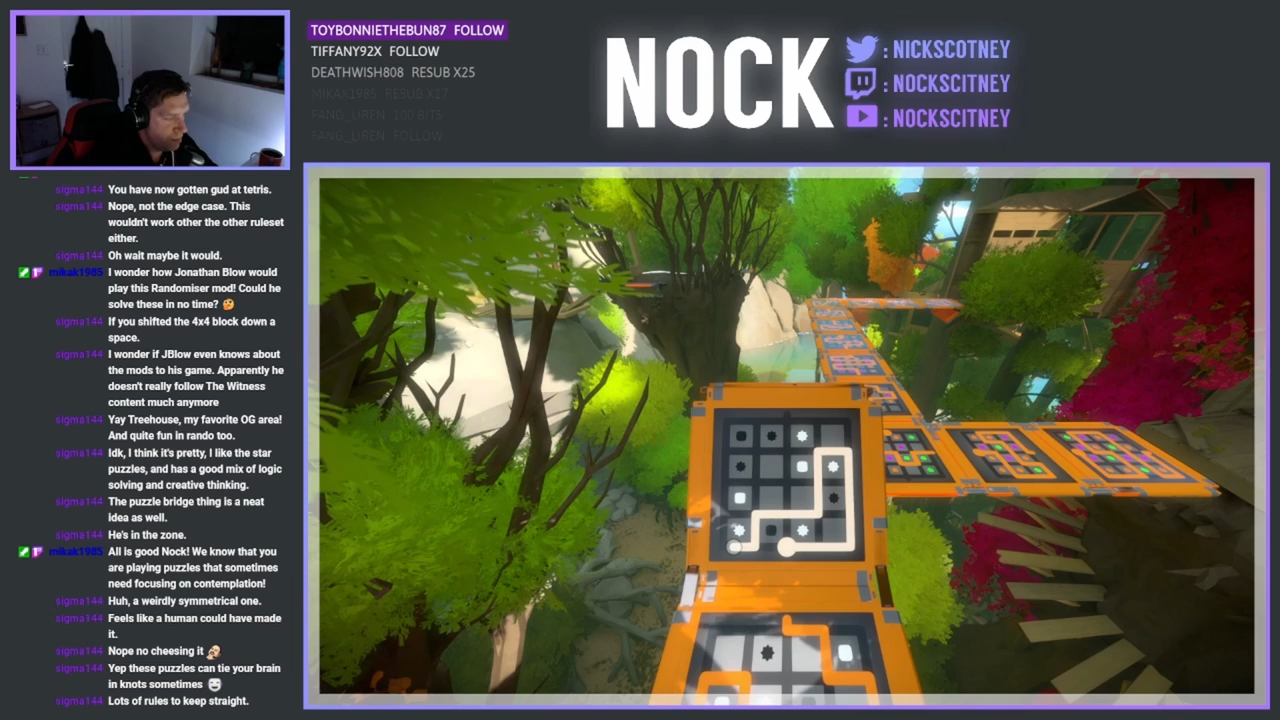 TOYBONNIETHEBUN87 FOLLOW
TIFFANY92X FOLLOW
DEATHWISH808 RESUB X25
MIKAK1985 RESUB X17
FANG_LIREN 100 BITS
FANG_LIREN FOLLOW
NOCK
: NICKSCOTNEY
: NOCKSCITNEY
: NOCKSCITNEY
sigma144 You have now gotten gud at tetris.
sigma144 Nope, not the edge case. This
wouldn't work other the other ruleset
either.
sigma144 Oh wait maybe it would.
mikak1985 I wonder how Jonathan Blow would
play this Randomiser mod! Could he
solve these in no time? 🤔
sigma144 If you shifted the 4x4 block down a
space.
sigma144 I wonder if JBlow even knows about
the mods to his game. Apparently he
doesn't really follow The Witness
content much anymore
sigma144 Yay Treehouse, my favorite OG area!
And quite fun in rando too.
sigma144 Idk, I think it's pretty, I like the star
puzzles, and has a good mix of logic
solving and creative thinking.
sigma144 The puzzle bridge thing is a neat
idea as well.
sigma144 He's in the zone.
mikak1985 All is good Nock! We know that you
are playing puzzles that sometimes
need focusing on contemplation!
sigma144 Huh, a weirdly symmetrical one.
sigma144 Feels like a human could have made
it.
sigma144 Nope no cheesing it
sigma144 Yep these puzzles can tie your brain
in knots sometimes
sigma144 Lots of rules to keep straight.